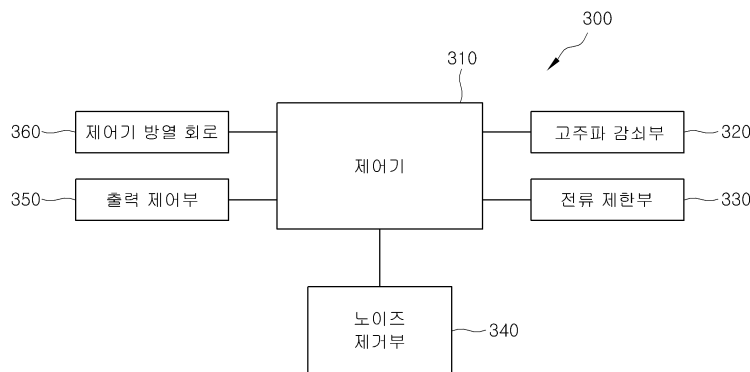 300
310
360 제어기 방열 회로
제어기
고주파 감쇠부 320
350 출력 제어부
전류 제한부 330
노이즈
제거부
340